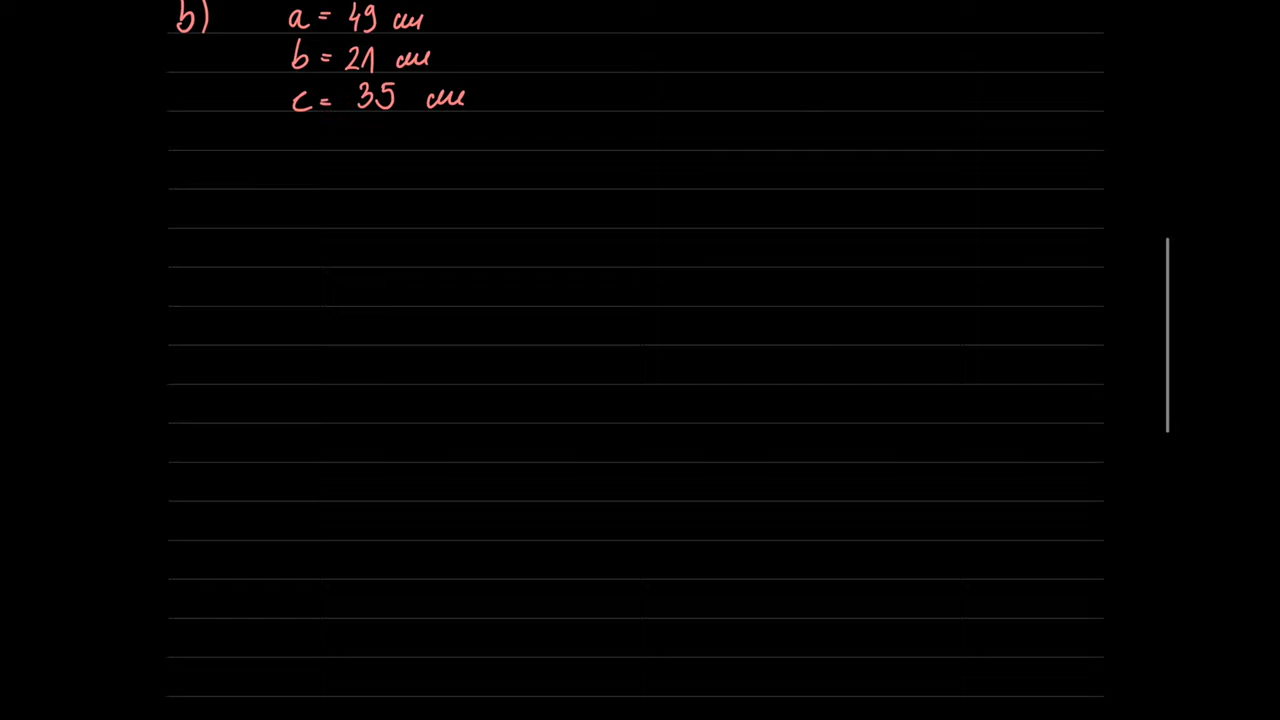 b) a = 49 cm
b = 21 cm
c = 35 cm